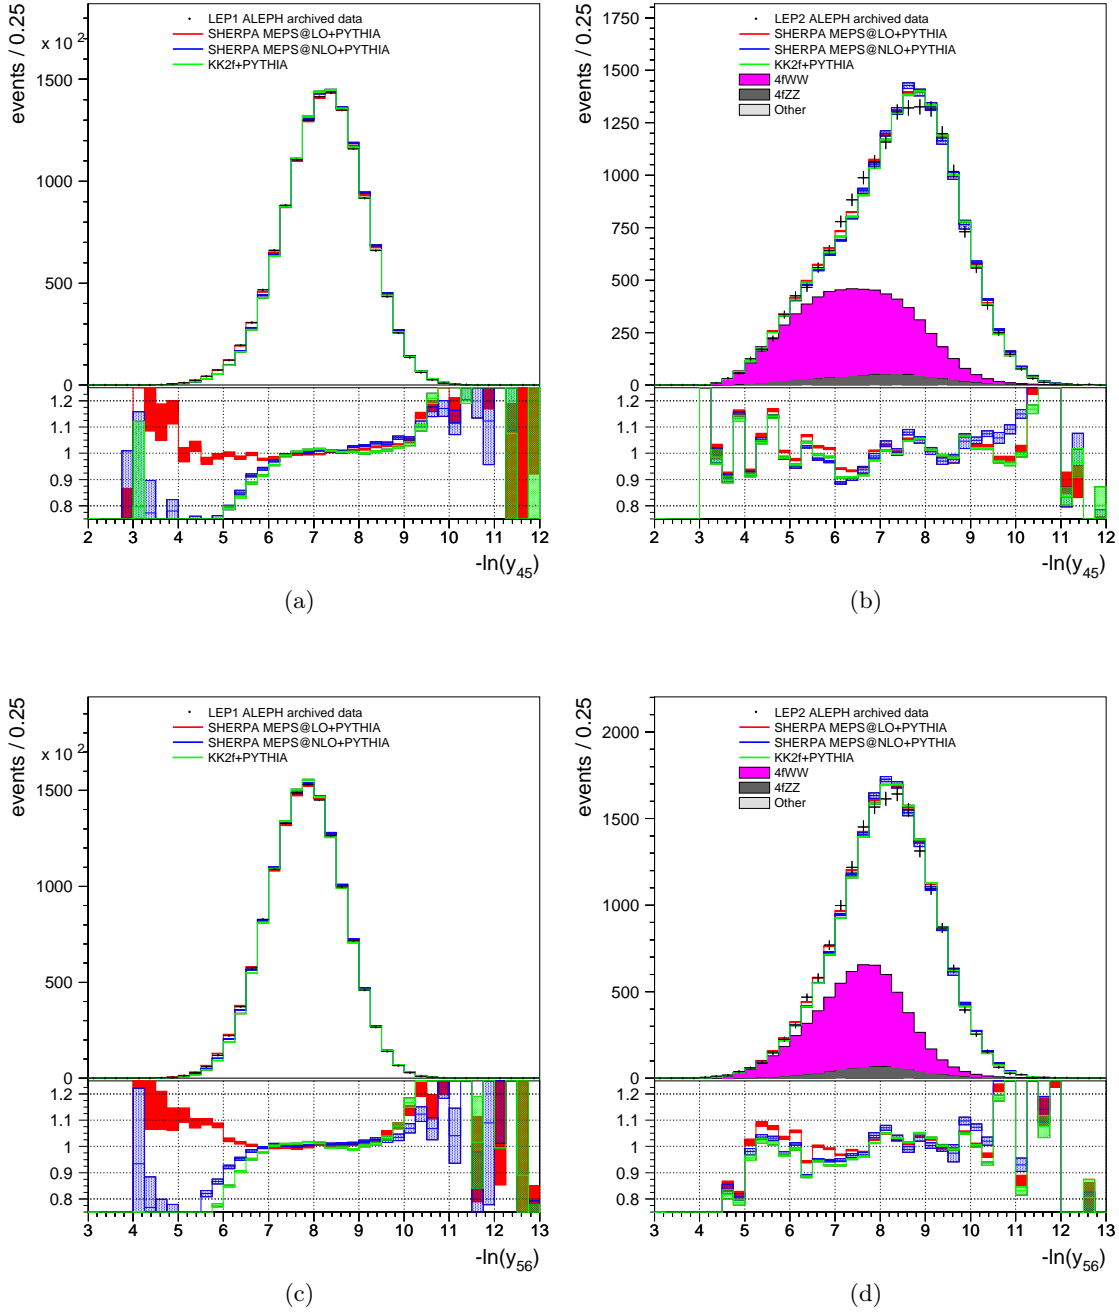 events / 0.25
x 10 2
LEP1 ALEPH archived data
SHERPA MEPS@LO+PYTHIA
SHERPA MEPS@NLO+PYTHIA
KK2f+PYTHIA
1500
1000
500
0
1.2
1.1
1
0.9
0.8
2 3 4 5 6 7 8 9 10 11 12
-ln(y45)
(a)
events / 0.25
LEP2 ALEPH archived data
SHERPA MEPS@LO+PYTHIA
SHERPA MEPS@NLO+PYTHIA
KK2f+PYTHIA
4fWW
4fZZ
Other
1750
1500
1250
1000
750
500
250
0
1.2
1.1
1
0.9
0.8
2 3 4 5 6 7 8 9 10 11 12
-ln(y45)
(b)
events / 0.25
x 10 2
LEP1 ALEPH archived data
SHERPA MEPS@LO+PYTHIA
SHERPA MEPS@NLO+PYTHIA
KK2f+PYTHIA
1500
1000
500
0
1.2
1.1
1
0.9
0.8
3 4 5 6 7 8 9 10 11 12 13
-ln(y56)
(c)
events / 0.25
LEP2 ALEPH archived data
SHERPA MEPS@LO+PYTHIA
SHERPA MEPS@NLO+PYTHIA
KK2f+PYTHIA
4fWW
4fZZ
Other
2000
1500
1000
500
0
1.2
1.1
1
0.9
0.8
3 4 5 6 7 8 9 10 11 12 13
-ln(y56)
(d)